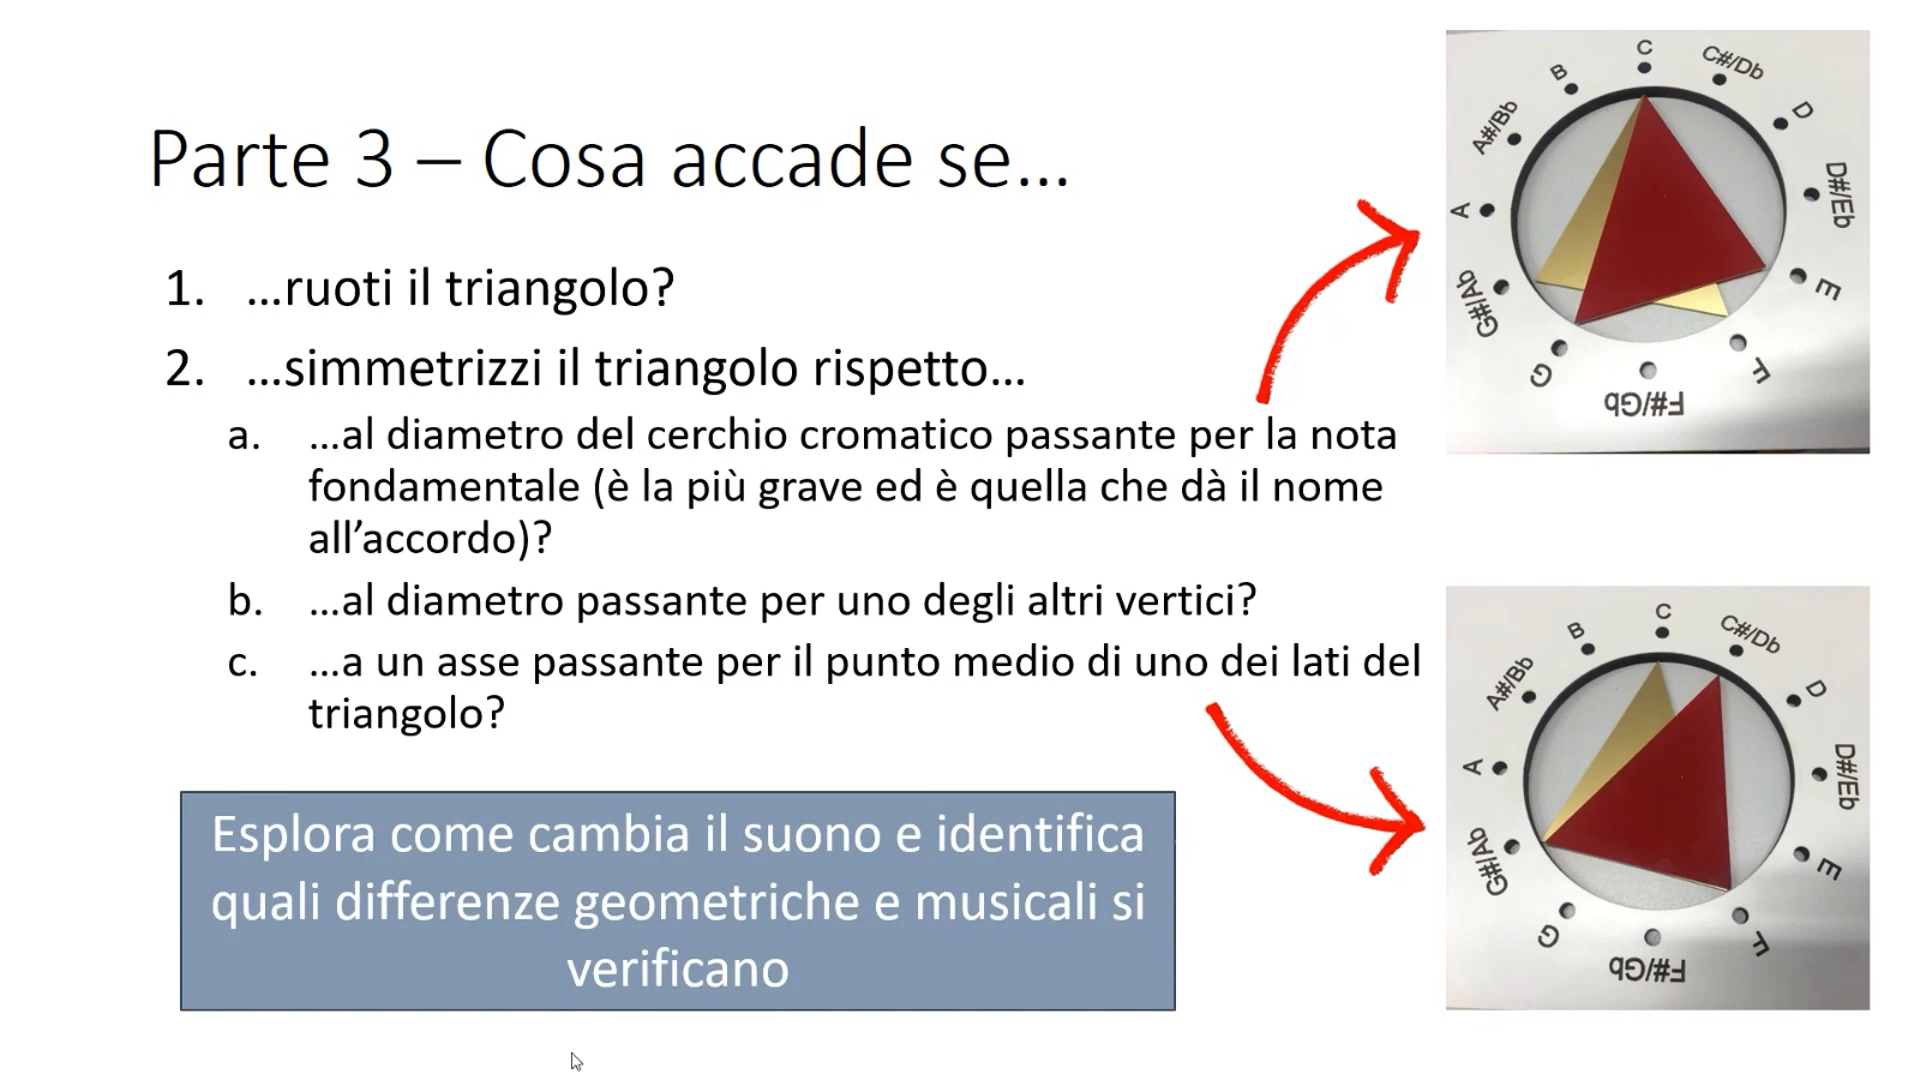 Parte 3 – Cosa accade se…
1. …ruoti il triangolo?
2. …simmetrizzi il triangolo rispetto…
a. …al diametro del cerchio cromatico passante per la nota
fondamentale (è la più grave ed è quella che dà il nome
all’accordo)?
b. …al diametro passante per uno degli altri vertici?
c. …a un asse passante per il punto medio di uno dei lati del
triangolo?
Esplora come cambia il suono e identifica
quali differenze geometriche e musicali si
verificano
C
C#/Db
D
D#/Eb
E
F
F#/Gb
G
G#/Ab
A
A#/Bb
B
C
C#/Db
D
D#/Eb
E
F
F#/Gb
G
G#/Ab
A
A#/Bb
B